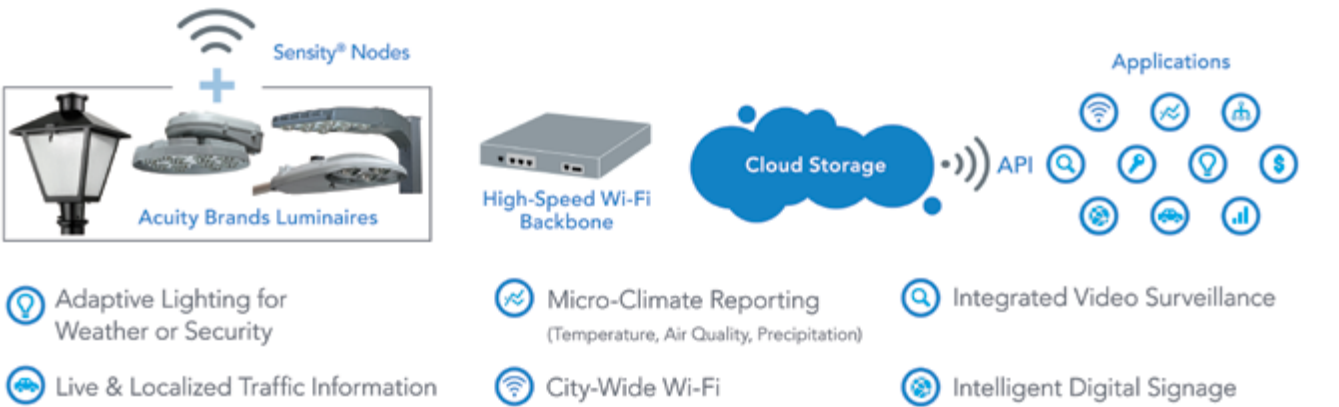 Sensity® Nodes
Acuity Brands Luminaires
High-Speed Wi-Fi
Backbone
Cloud Storage
API
Applications
$
Adaptive Lighting for
Weather or Security
Live & Localized Traffic Information
Micro-Climate Reporting
(Temperature, Air Quality, Precipitation)
City-Wide Wi-Fi
Integrated Video Surveillance
Intelligent Digital Signage